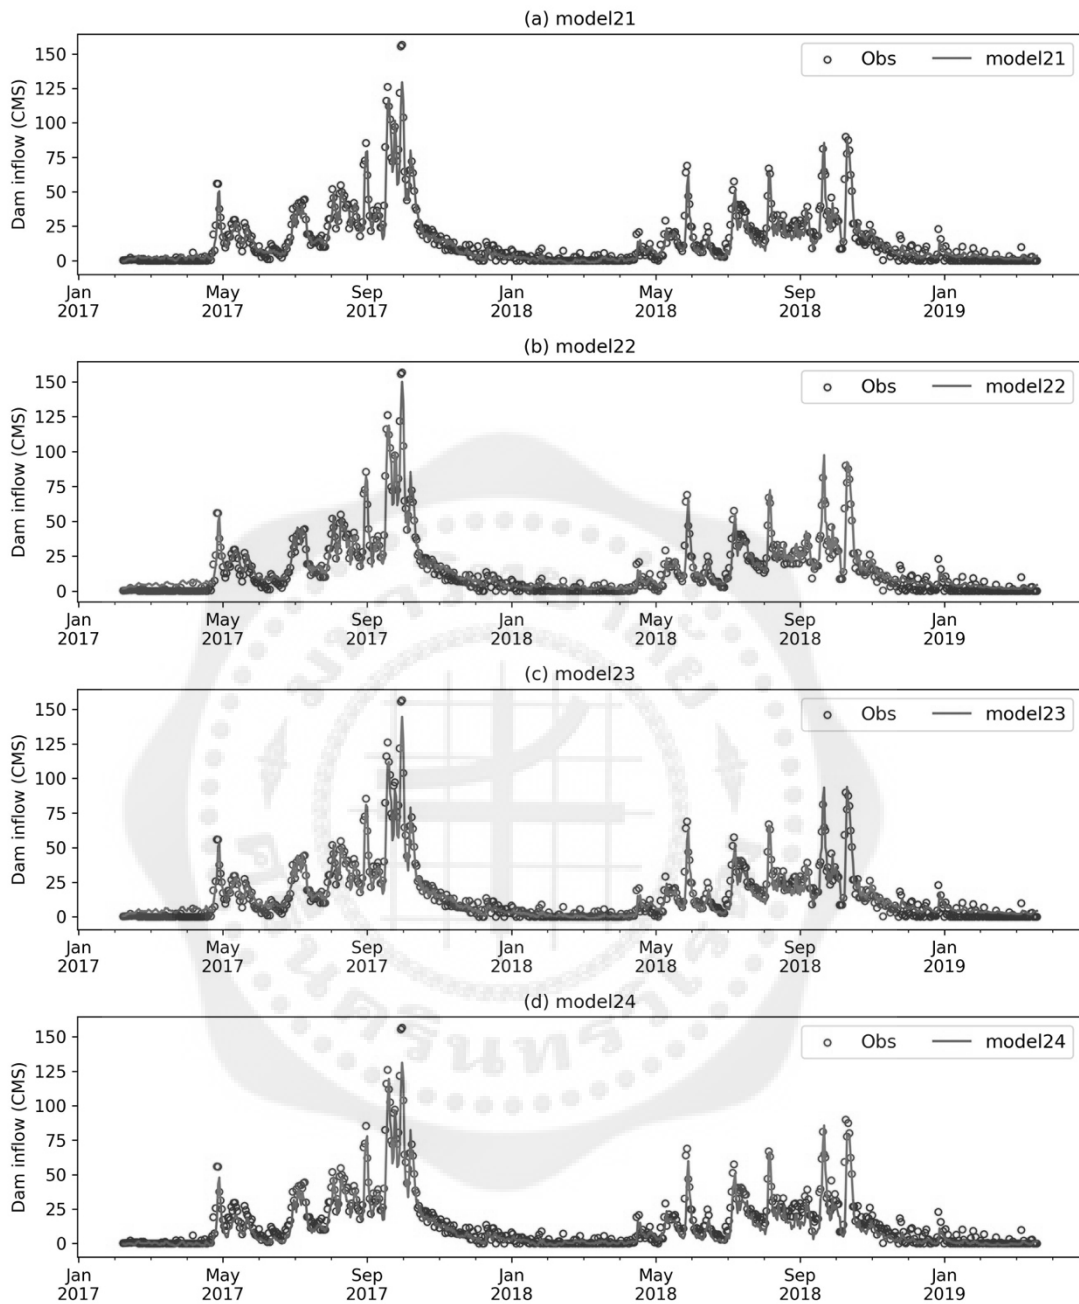 (a) model21
Dam inflow (CMS)
150
125
100
75
50
25
0
Obs model21
Jan May Sep Jan May Sep Jan
2017 2017 2017 2018 2018 2018 2019
(b) model22
Dam inflow (CMS)
150
125
100
75
50
25
0
Obs model22
Jan May Sep Jan May Sep Jan
2017 2017 2017 2018 2018 2018 2019
(c) model23
Dam inflow (CMS)
150
125
100
75
50
25
0
Obs model23
Jan May Sep Jan May Sep Jan
2017 2017 2017 2018 2018 2018 2019
(d) model24
Dam inflow (CMS)
150
125
100
75
50
25
0
Obs model24
Jan May Sep Jan May Sep Jan
2017 2017 2017 2018 2018 2018 2019